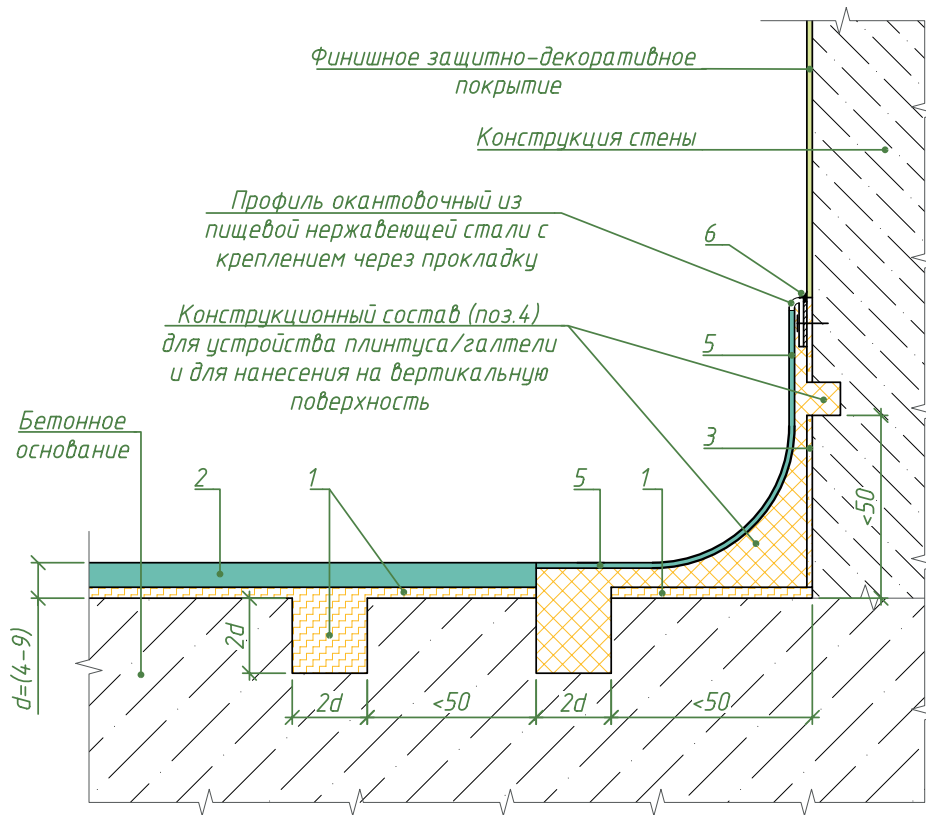 Финишное защитно-декоративное
покрытие
Конструкция стены
Профиль окантовочный из
пищевой нержавеющей стали с
креплением через прокладку
6
Конструкционный состав (поз.4)
для устройства плинтуса/галтели
и для нанесения на вертикальную
поверхность
5
Бетонное
основание
3
2
1
5
1
<50
2d
d=(4-9)
2d
<50
2d
<50